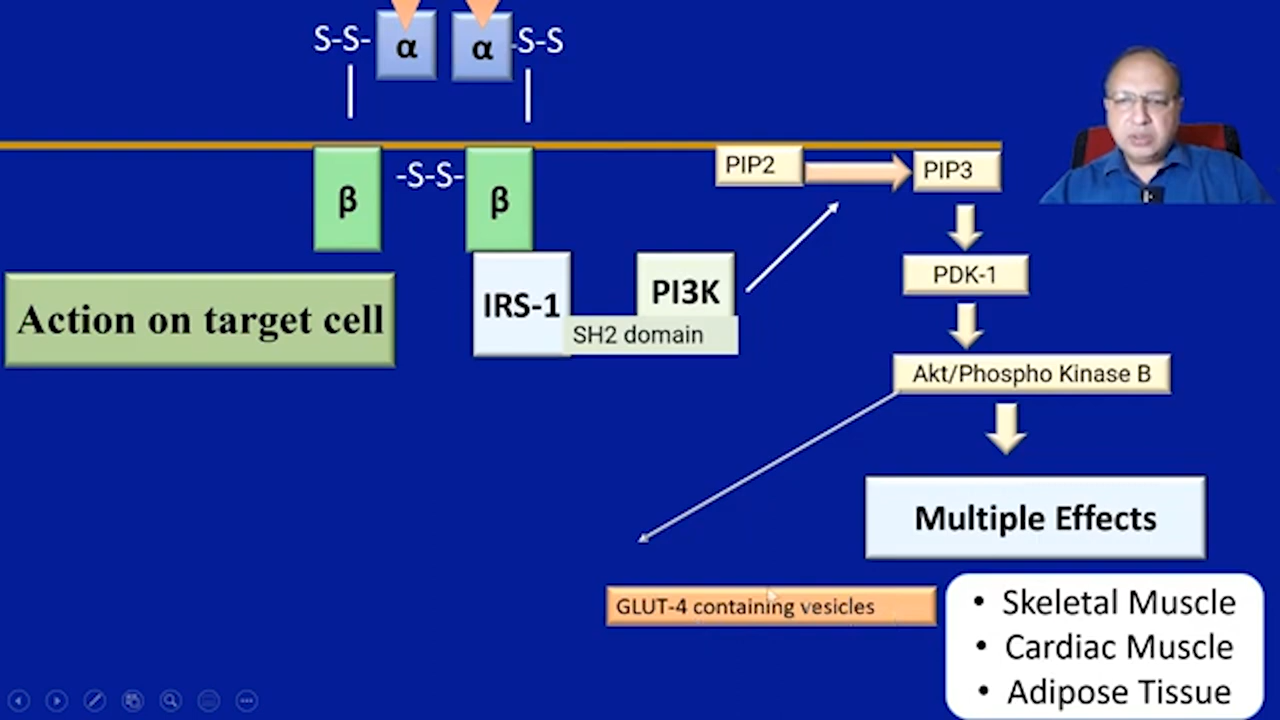 S-S-
α
α
-S-S
β
-S-S-
β
PIP2
PIP3
IRS-1
PI3K
SH2 domain
PDK-1
Action on target cell
Akt/Phospho Kinase B
Multiple Effects
GLUT-4 containing vesicles
• Skeletal Muscle
• Cardiac Muscle
• Adipose Tissue